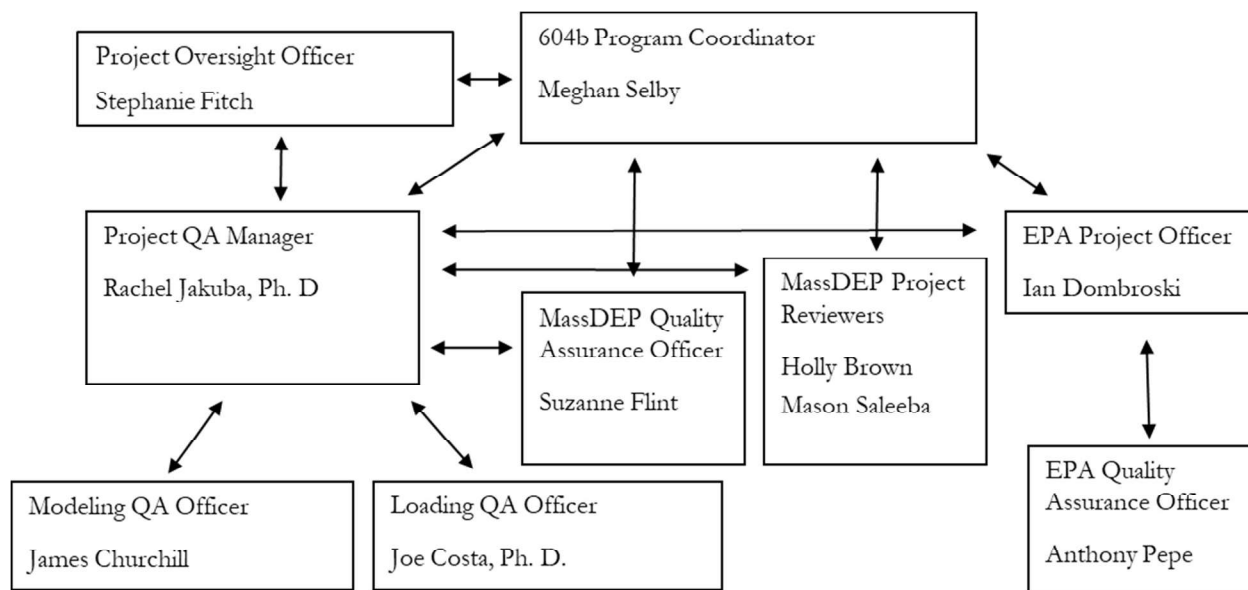 Project Oversight Officer
Stephanie Fitch
604b Program Coordinator
Meghan Selby
Project QA Manager
Rachel Jakuba, Ph. D
MassDEP Quality
Assurance Officer
Suzanne Flint
MassDEP Project
Reviewers
Holly Brown
Mason Saleeba
EPA Project Officer
Ian Dombroski
Modeling QA Officer
James Churchill
Loading QA Officer
Joe Costa, Ph. D.
EPA Quality
Assurance Officer
Anthony Pepe